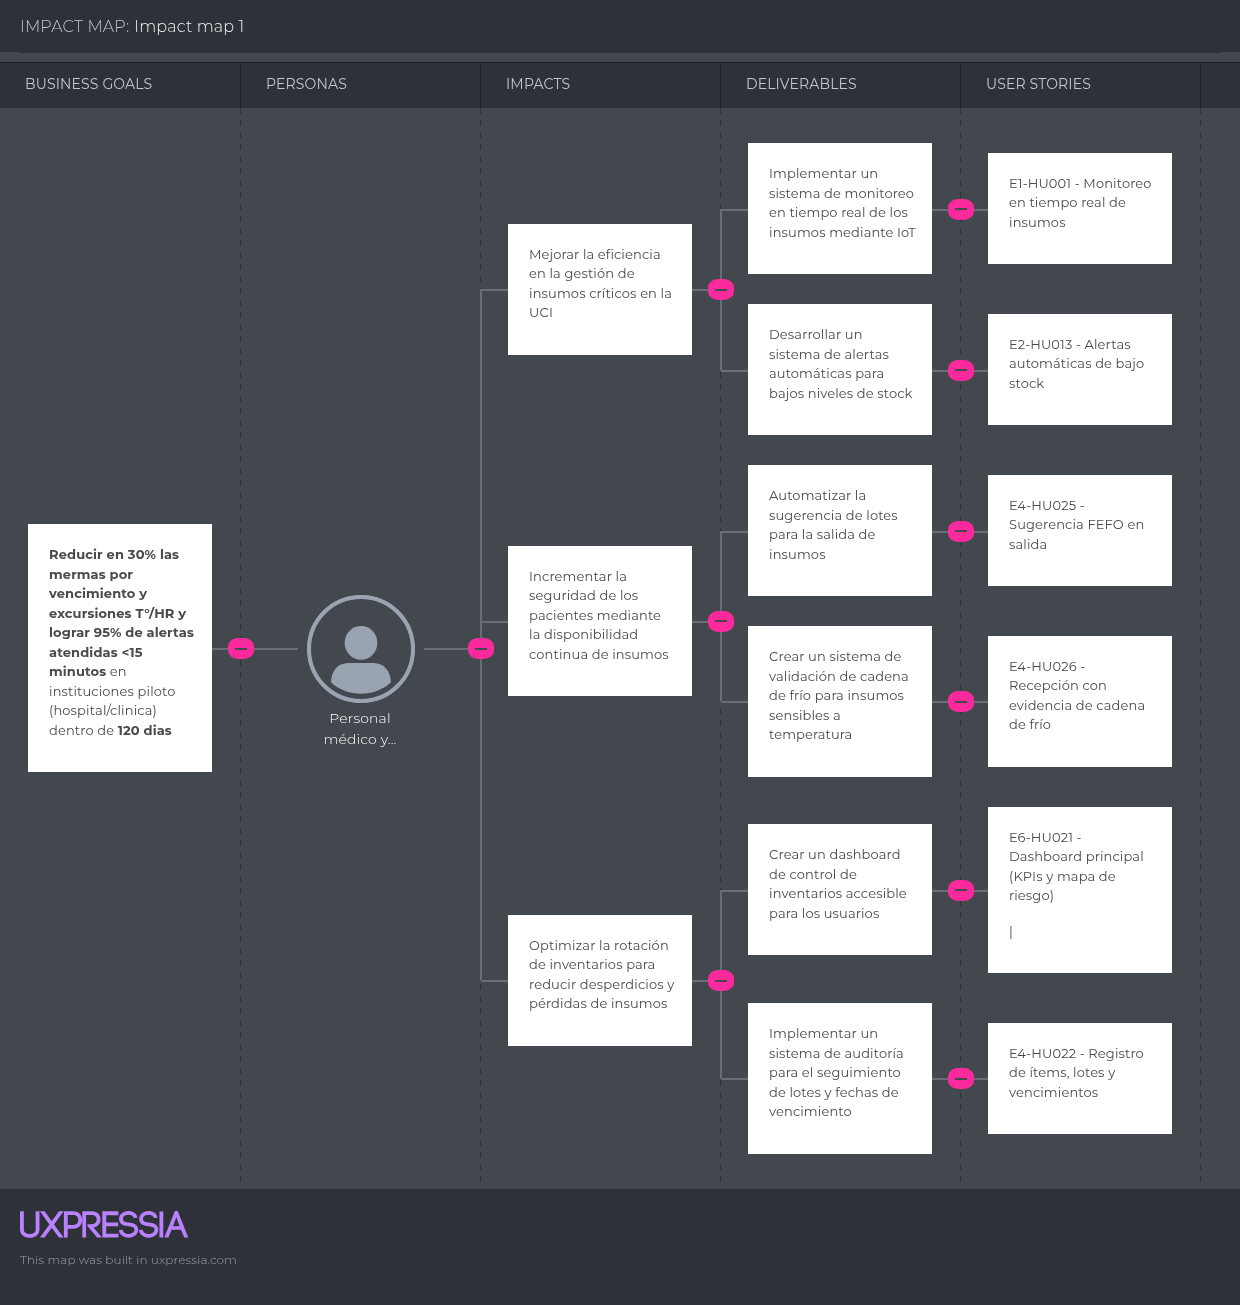 IMPACT MAP: Impact map 1
BUSINESS GOALS
PERSONAS
IMPACTS
DELIVERABLES
USER STORIES
Reducir en 30% las
mermas por
vencimiento y
excursiones T°/HR y
lograr 95% de alertas
atendidas <15
minutos en
instituciones piloto
(hospital/clinica)
dentro de 120 dias
Personal
médico y...
Mejorar la eficiencia
en la gestión de
insumos críticos en la
UCI
Implementar un
sistema de monitoreo
en tiempo real de los
insumos mediante IoT
E1-HU001 - Monitoreo
en tiempo real de
insumos
Desarrollar un
sistema de alertas
automáticas para
bajos niveles de stock
E2-HU013 - Alertas
automáticas de bajo
stock
Incrementar la
seguridad de los
pacientes mediante
la disponibilidad
continua de insumos
Automatizar la
sugerencia de lotes
para la salida de
insumos
E4-HU025 -
Sugerencia FEFO en
salida
Crear un sistema de
validación de cadena
de frío para insumos
sensibles a
temperatura
E4-HU026 -
Recepción con
evidencia de cadena
de frío
Optimizar la rotación
de inventarios para
reducir desperdicios y
pérdidas de insumos
Crear un dashboard
de control de
inventarios accesible
para los usuarios
E6-HU021 -
Dashboard principal
(KPIs y mapa de
riesgo)
|
Implementar un
sistema de auditoría
para el seguimiento
de lotes y fechas de
vencimiento
E4-HU022 - Registro
de ítems, lotes y
vencimientos
UXPRESSIA
This map was built in uxpressia.com